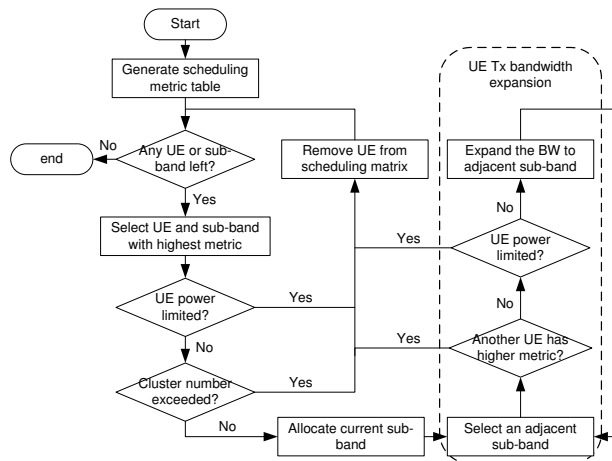 Start
Generate scheduling
metric table
UE Tx bandwidth
expansion
No
end
Any UE or sub-
band left?
Remove UE from
scheduling matrix
Expand the BW to
adjacent sub-band
Yes
No
Select UE and sub-band
with highest metric
Yes
UE power
limited?
UE power
limited?
Yes
No
No
Yes
Another UE has
higher metric?
Cluster number
exceeded?
Yes
No
Allocate current sub-
band
Select an adjacent
sub-band